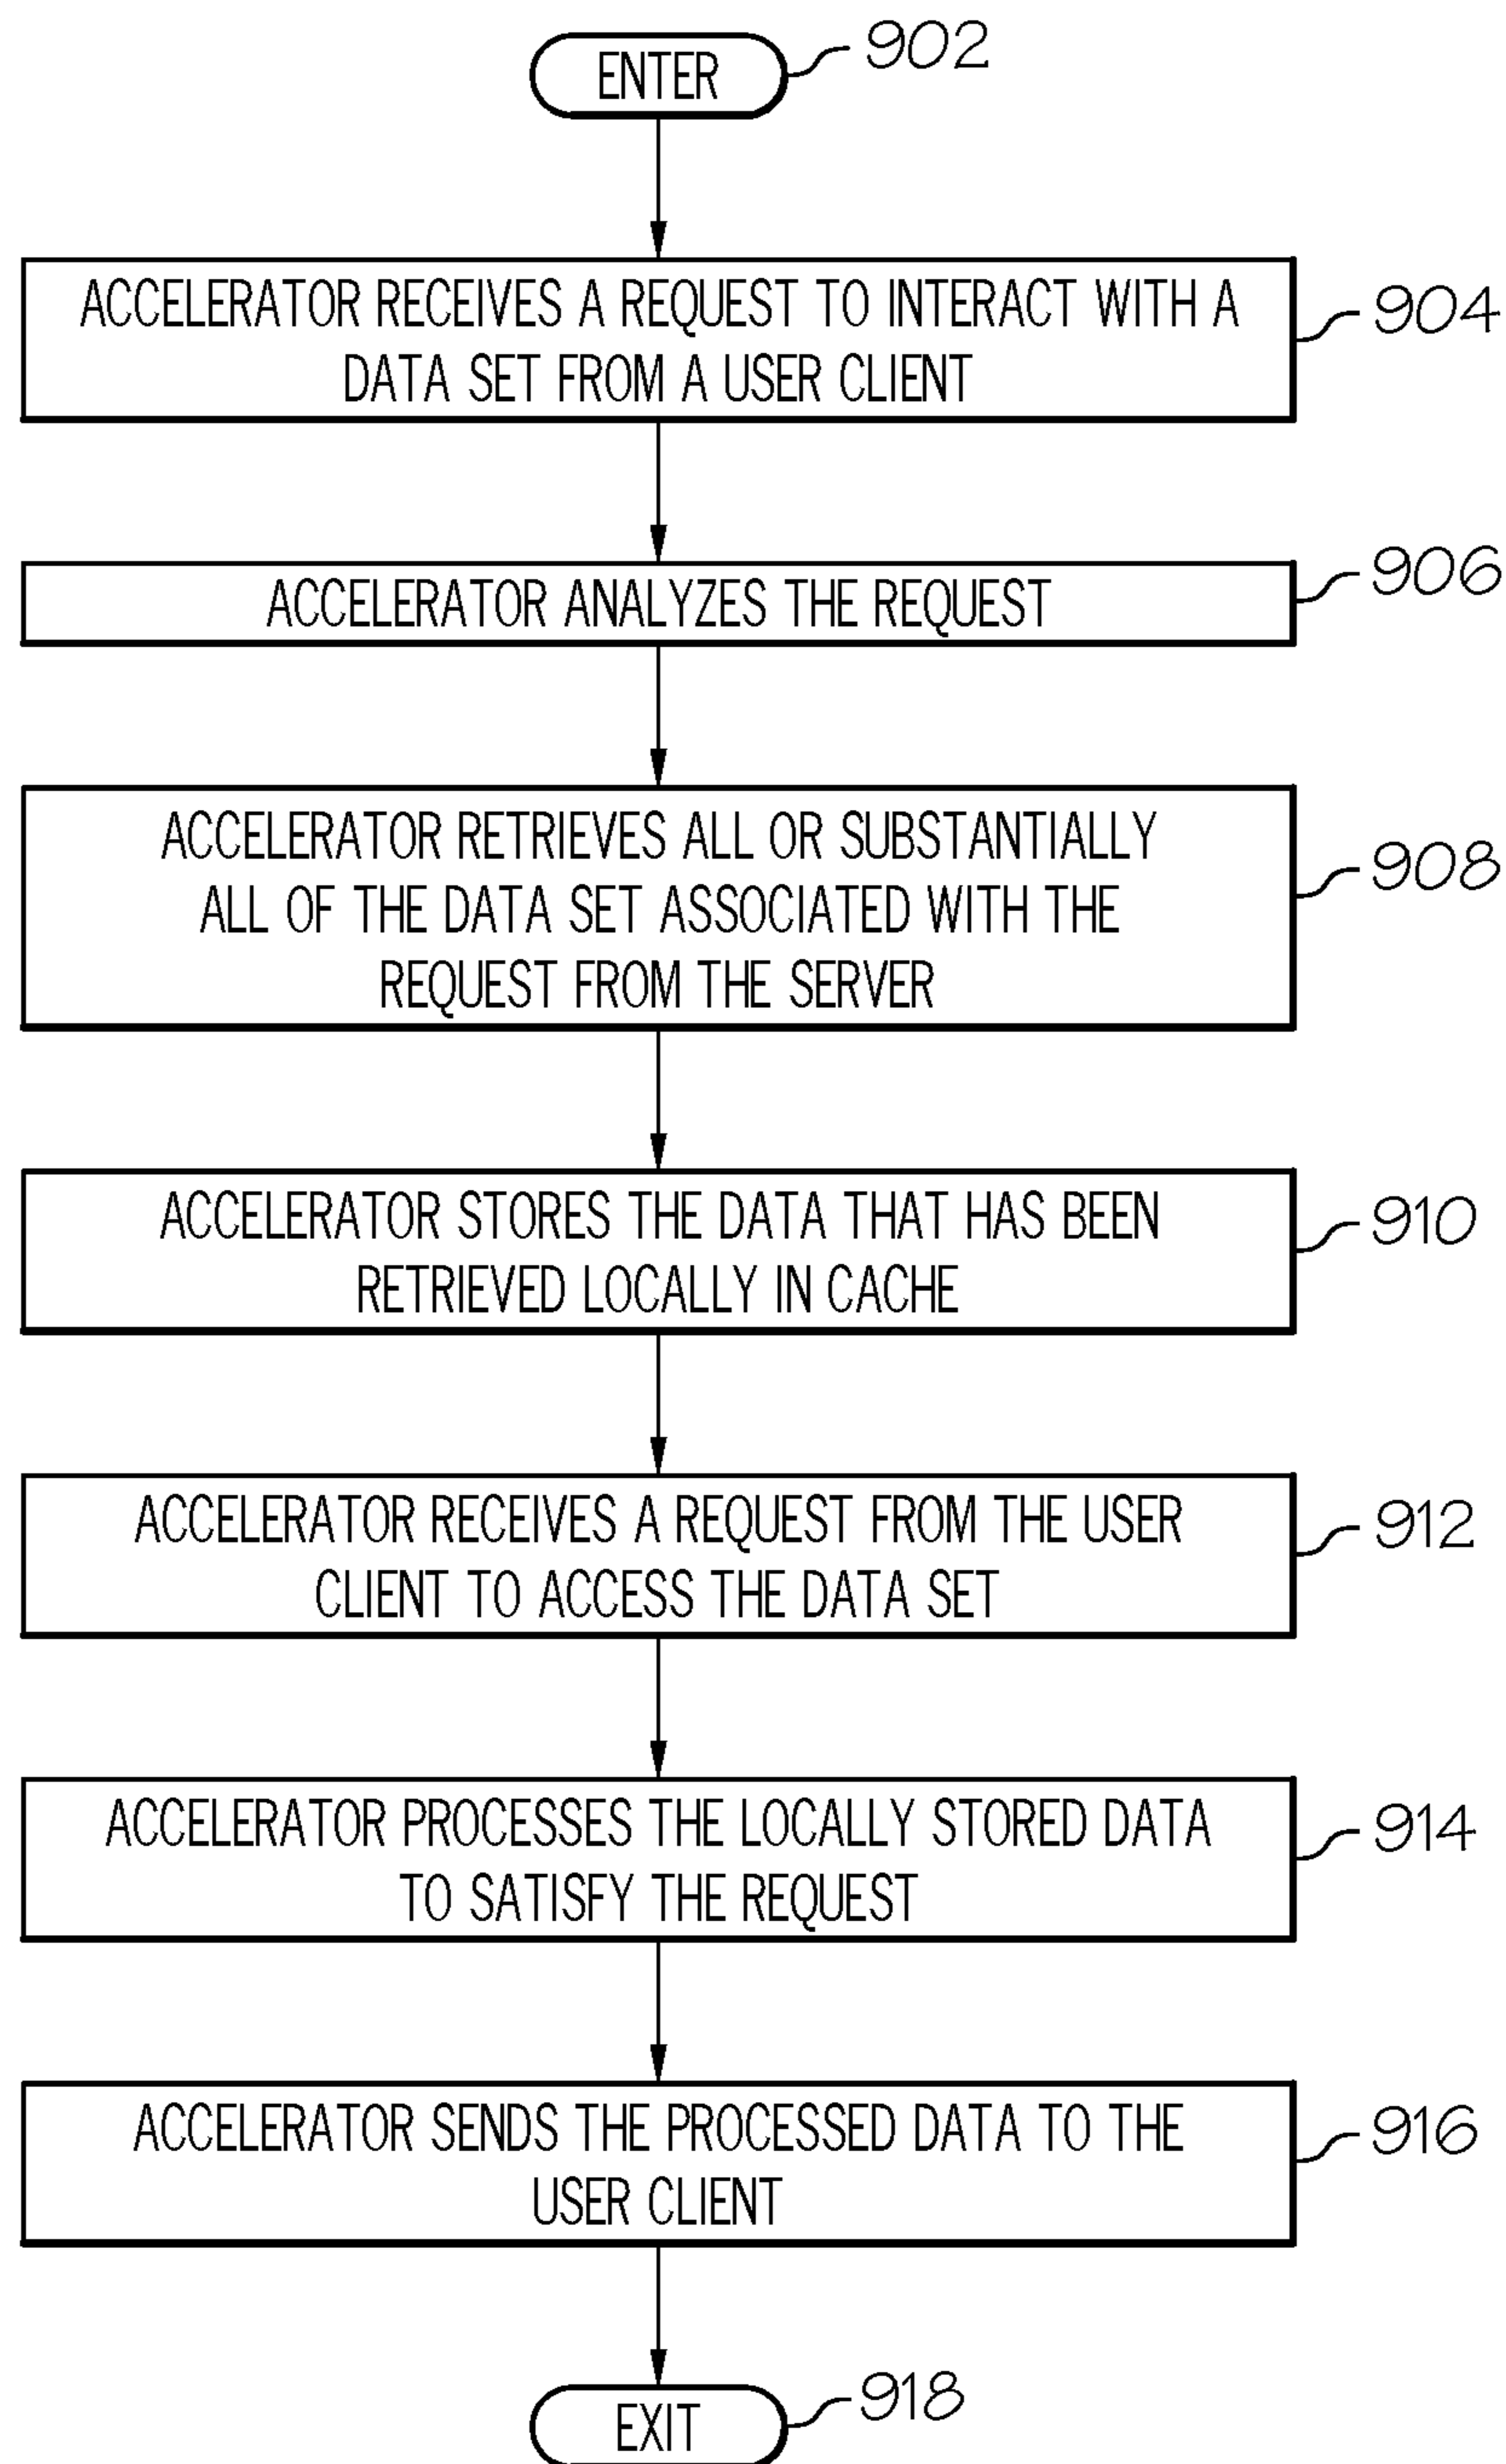 ENTER
902
ACCELERATOR RECEIVES A REQUEST TO INTERACT WITH A
DATA SET FROM A USER CLIENT
904
ACCELERATOR ANALYZES THE REQUEST
906
ACCELERATOR RETRIEVES ALL OR SUBSTANTIALLY
ALL OF THE DATA SET ASSOCIATED WITH THE
REQUEST FROM THE SERVER
908
ACCELERATOR STORES THE DATA THAT HAS BEEN
RETRIEVED LOCALLY IN CACHE
910
ACCELERATOR RECEIVES A REQUEST FROM THE USER
CLIENT TO ACCESS THE DATA SET
912
ACCELERATOR PROCESSES THE LOCALLY STORED DATA
TO SATISFY THE REQUEST
914
ACCELERATOR SENDS THE PROCESSED DATA TO THE
USER CLIENT
916
EXIT
918